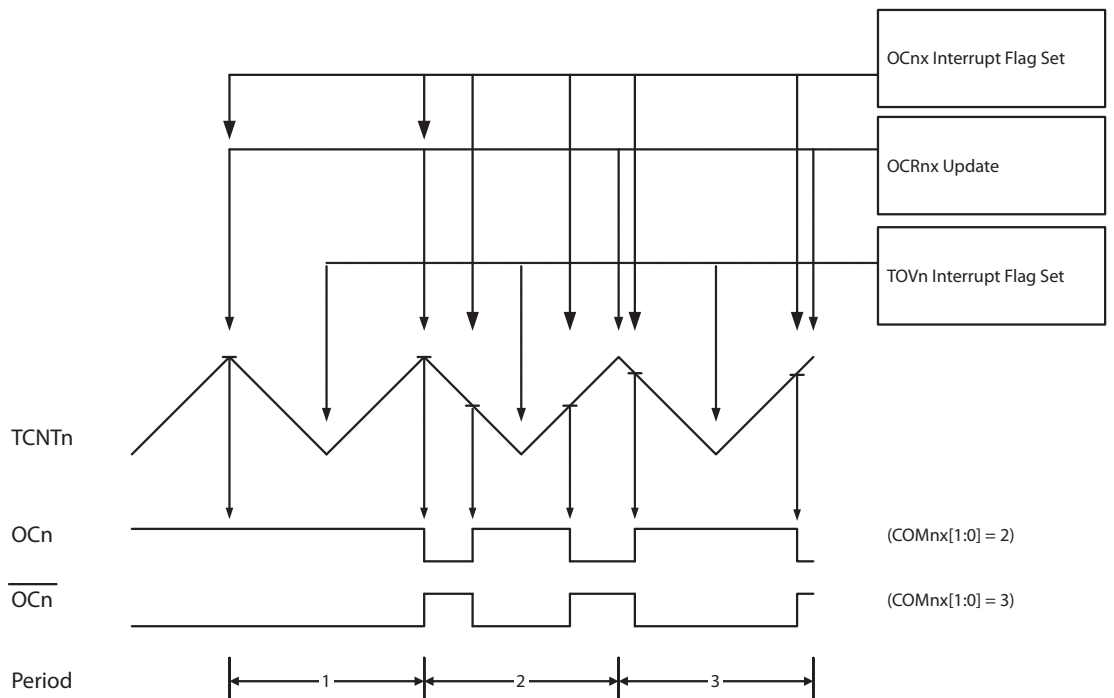 OCnx Interrupt Flag Set
OCRnx Update
TOVn Interrupt Flag Set
TCNTn
OCn
(COMnx[1:0] = 2)
OCn
(COMnx[1:0] = 3)
Period
1
2
3